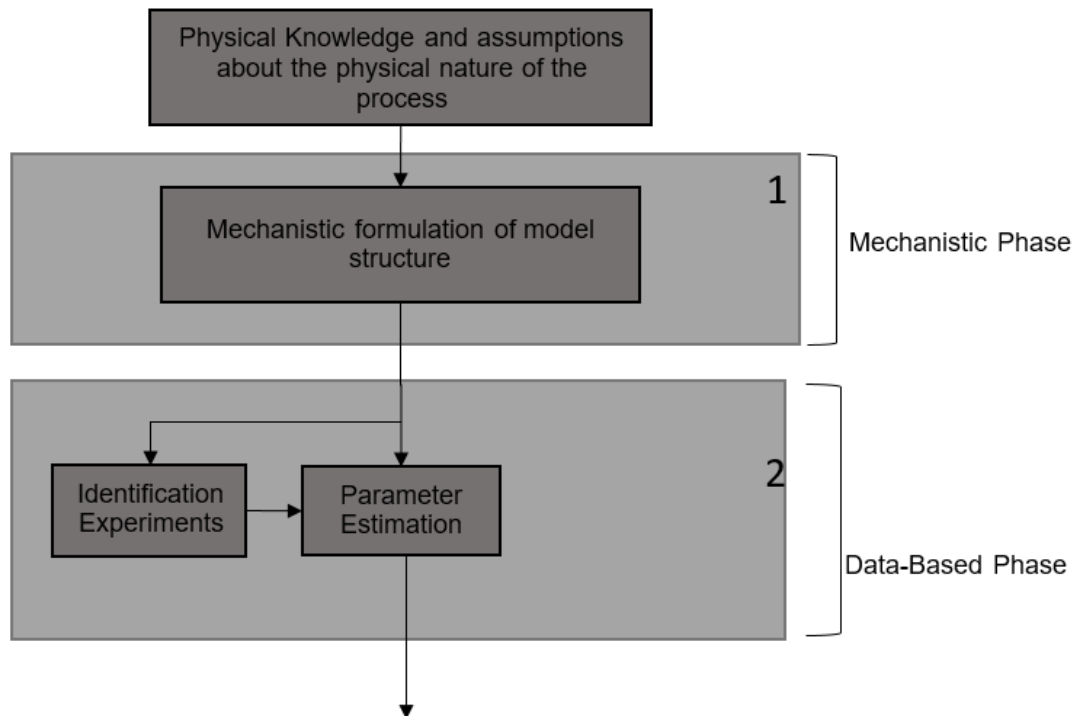 Physical Knowledge and assumptions
about the physical nature of the
process
1
Mechanistic formulation of model
structure
Mechanistic Phase
2
Identification
Experiments
Parameter
Estimation
Data-Based Phase